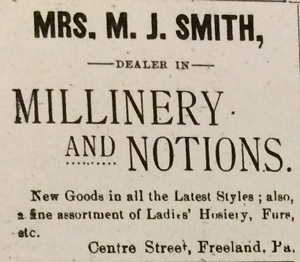 MRS. M. J. SMITH,
DEALER IN
MILLINERY
AND NOTIONS.
New Goods in all the Latest Styles ; also,
a fine assortment of Ladies' Hosiery, Furs,
etc.
Centre Street, Freeland, Pa.